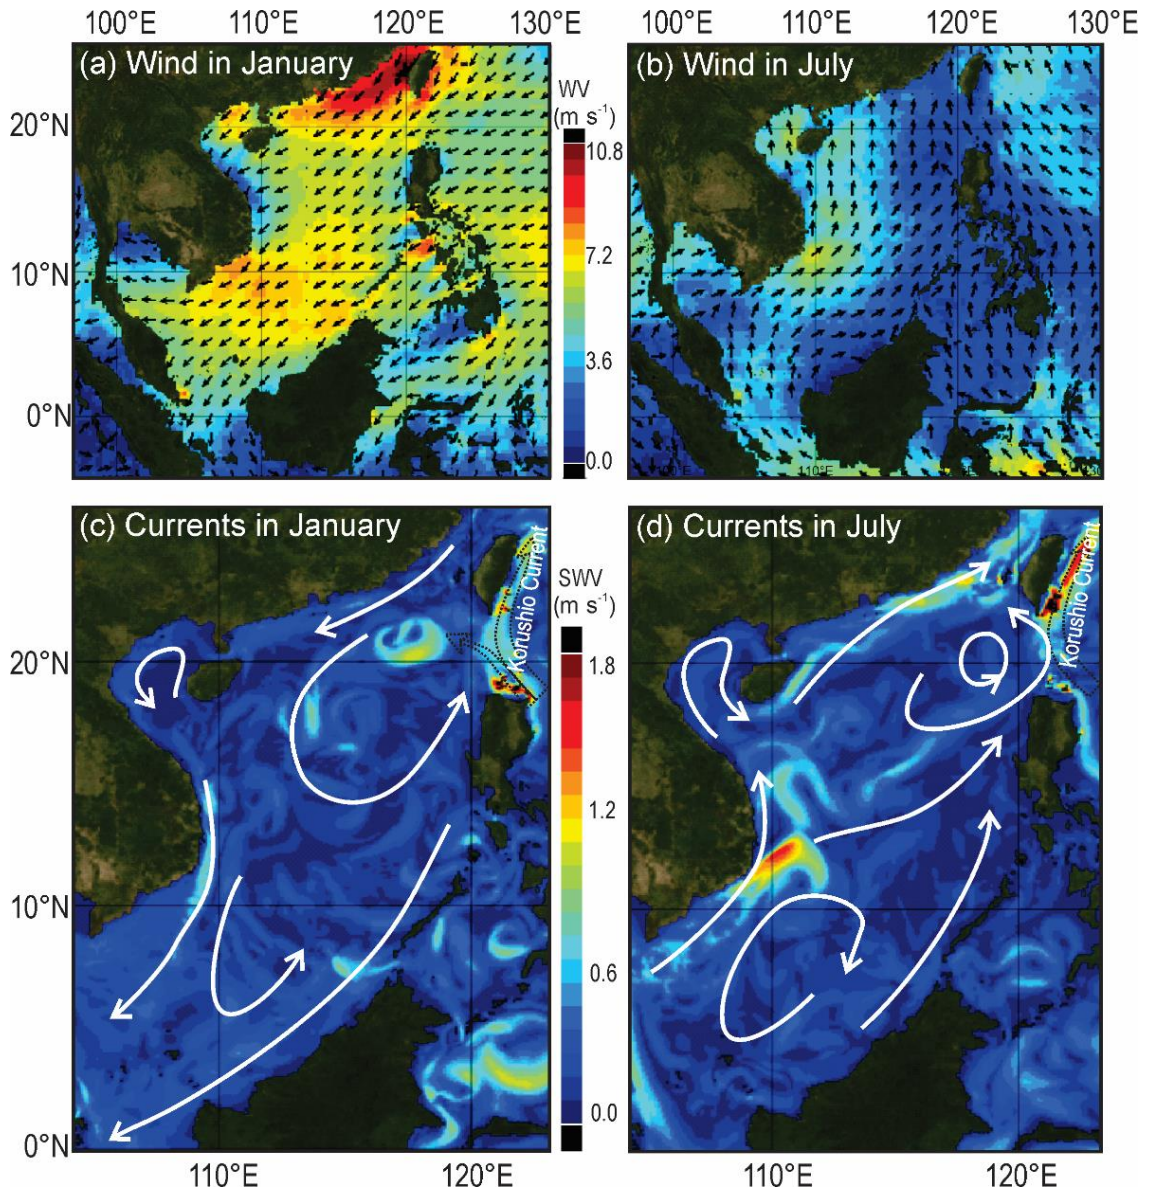 100°E 110°E 120°E 130°E 100°E 110°E 120°E 130°E
(a) Wind in January
(b) Wind in July
WV
(m s⁻¹)
20°N
10.8
7.2
10°N
3.6
0°N
0.0
110°E
(c) Currents in January
(d) Currents in July
Korushio Current
Korushio Current
SWV
(m s⁻¹)
1.8
20°N
1.2
10°N
0.6
0.0
0°N
110°E 120°E 110°E 120°E